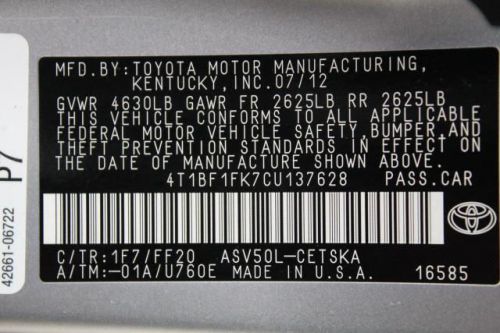 MFD.BY:TOYOTA MOTOR MANUFACTURING,
KENTUCKY, INC.07/12
GVWR 4630LB GAWR FR 2625LB RR 2625LB
THIS VEHICLE CONFORMS TO ALL APPLICABLE
FEDERAL MOTOR VEHICLE SAFETY, BUMPER,AND
THEFT PREVENTION STANDARDS IN EFFECT ON
THE DATE OF MANUFACTURE SHOWN ABOVE.
4T1BF1FK7CU137628 PASS.CAR
C/TR:1F7/FF20 ASV50L-CETSKA
A/TM:-01A/U760E MADE IN U.S.A. 16585
TOYOTA
P7
42661-06722